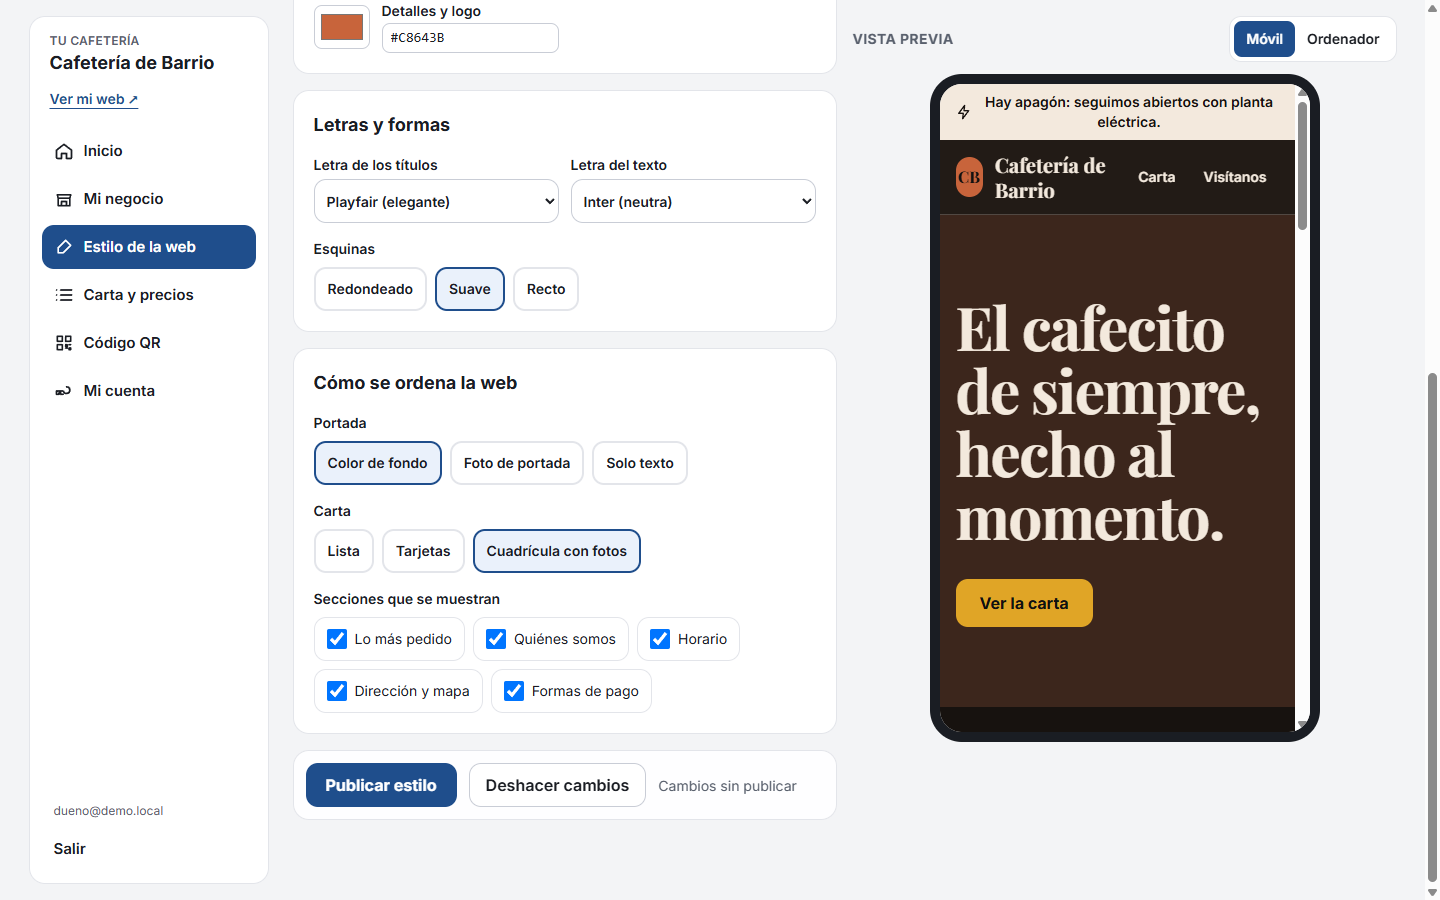 TU CAFETERÍA
Cafetería de Barrio
Ver mi web ↗
Inicio
Mi negocio
Estilo de la web
Carta y precios
Código QR
Mi cuenta
dueno@demo.local
Salir
Detalles y logo
#C8643B
Letras y formas
Letra de los títulos
Letra del texto
Playfair (elegante)
Inter (neutra)
Esquinas
Redondeado
Suave
Recto
Cómo se ordena la web
Portada
Color de fondo
Foto de portada
Solo texto
Carta
Lista
Tarjetas
Cuadrícula con fotos
Secciones que se muestran
Lo más pedido
Quiénes somos
Horario
Dirección y mapa
Formas de pago
Publicar estilo
Deshacer cambios
Cambios sin publicar
VISTA PREVIA
Móvil
Ordenador
Hay apagón: seguimos abiertos con planta
eléctrica.
CB
Cafetería de
Barrio
Carta
Visítanos
El cafecito
de siempre,
hecho al
momento.
Ver la carta